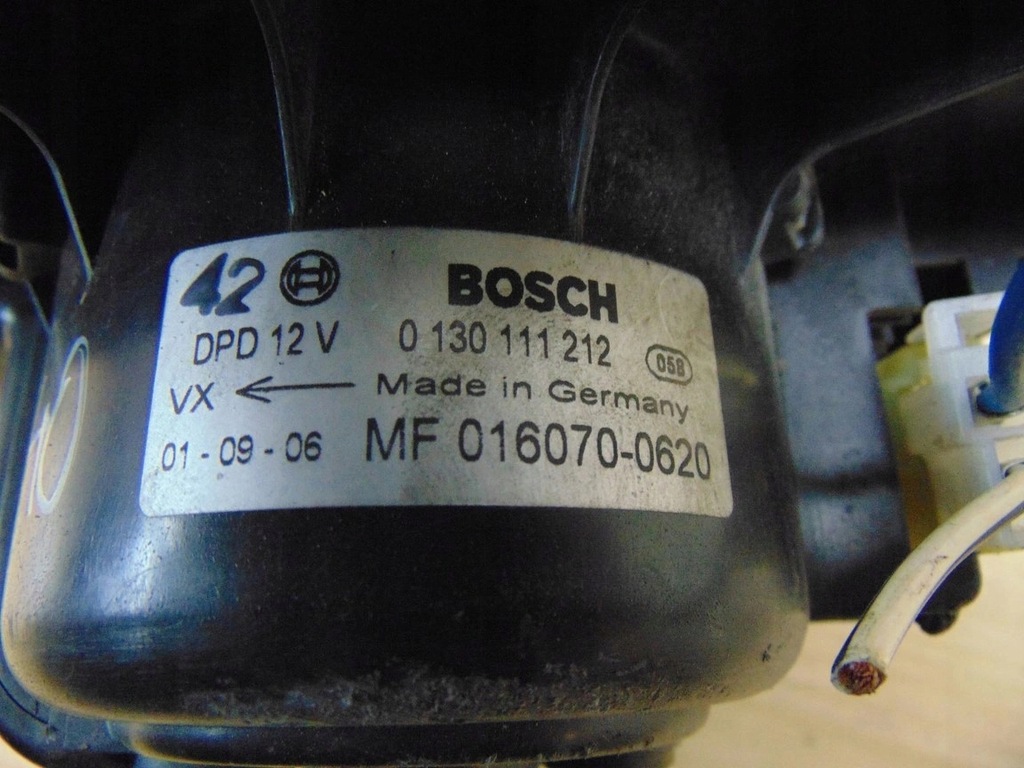 42 BOSCH
DPD 12 V 0 130 111 212 058
VX Made in Germany
01 - 09 - 06 MF 016070-0620